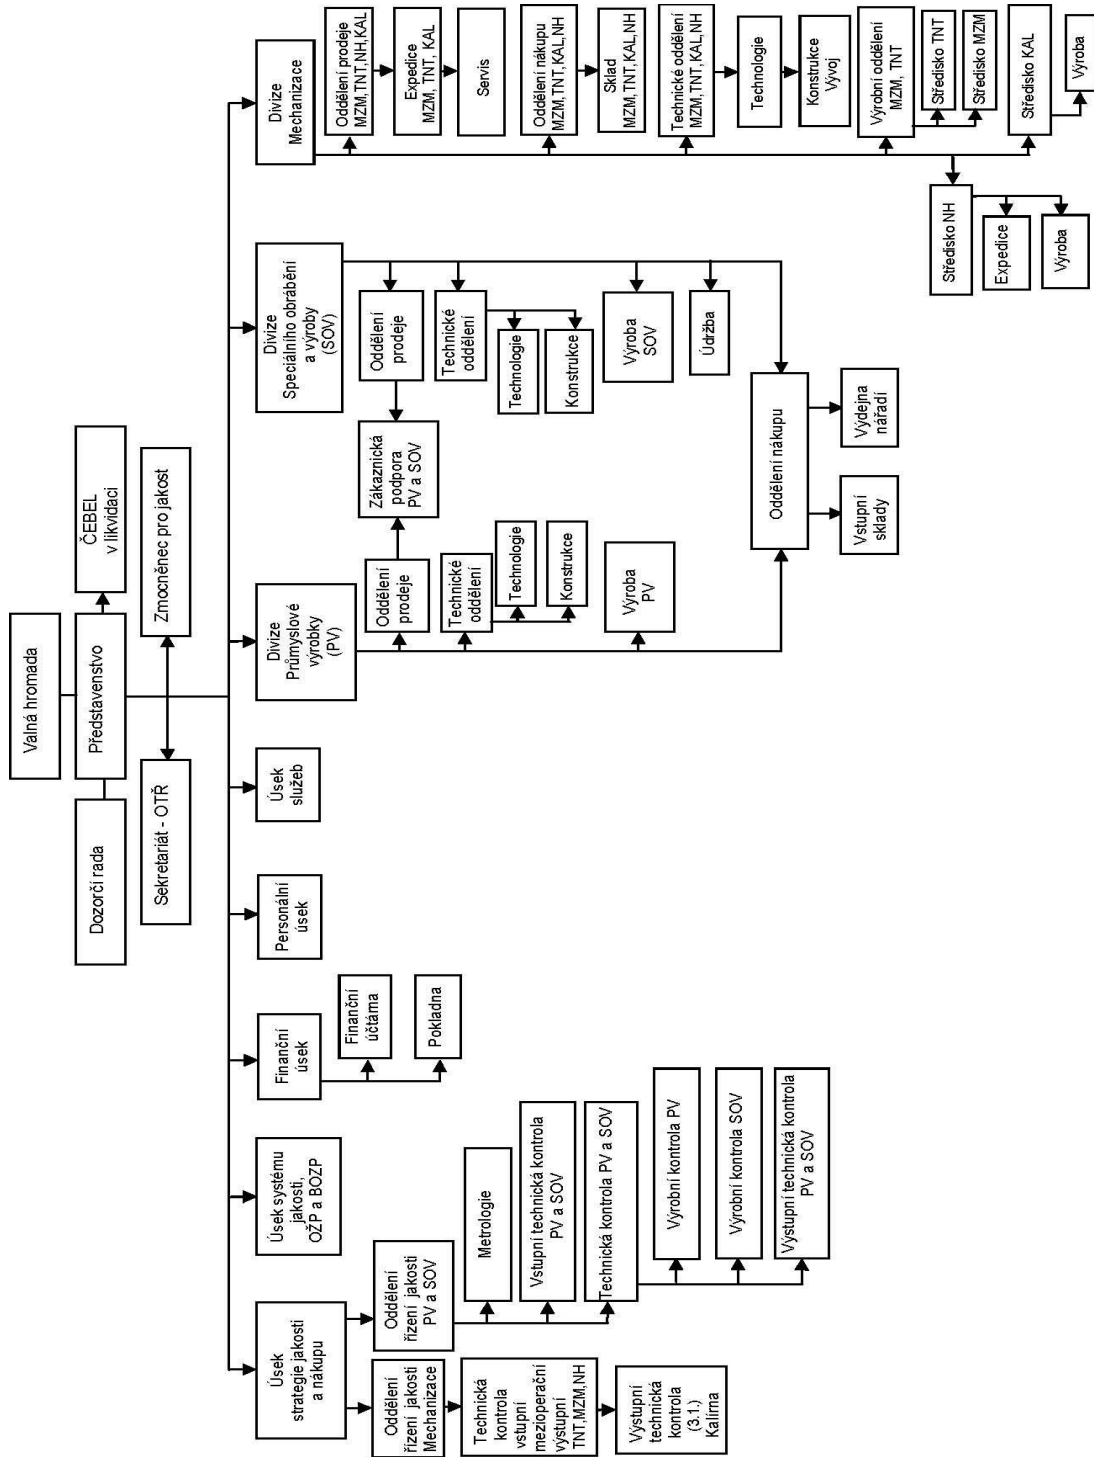 Valná hromada
Dozorčí rada
Představenstvo
ČEBEL
v likvidaci
Sekretariát - OTŘ
Zmocněnec pro jakost
Úsek
strategie jakosti
a nákupu
Úsek systému
jakosti,
OŽP a BOZP
Finanční
úsek
Personální
úsek
Úsek
služeb
Divize
Průmyslové
výrobky
(PV)
Divize
Speciálního obrábění
a výroby
(SOV)
Divize
Mechanizace
Oddělení
řízení jakosti
Mechanizace
Technická
kontrola
vstupní
mezioperační
výstupní
TNT,MZM,NH
Výstupní
technická
kontrola
(3.1.)
Kalírna
Oddělení
řízení jakosti
PV a SOV
Metrologie
Vstupní technická kontrola
PV a SOV
Technická kontrola PV a SOV
Výrobní kontrola PV
Výrobní kontrola SOV
Výstupní technická kontrola
PV a SOV
Finanční
účtárna
Pokladna
Oddělení
prodeje
Technické
oddělení
Technologie
Konstrukce
Výroba
PV
Zákaznická
podpora
PV a SOV
Oddělení
prodeje
Technické
oddělení
Technologie
Konstrukce
Výroba
SOV
Údržba
Oddělení nákupu
Vstupní
sklady
Výdejna
nářadí
Oddělení prodeje
MZM,TNT,NH,KAL
Expedice
MZM, TNT, KAL
Servis
Oddělení nákupu
MZM,TNT,KAL,NH
Sklad
MZM,TNT,KAL,NH
Technické oddělení
MZM,TNT,KAL,NH
Technologie
Konstrukce
Vývoj
Výrobní oddělení
MZM, TNT
Středisko TNT
Středisko MZM
Středisko NH
Expedice
Výroba
Středisko KAL
Výroba